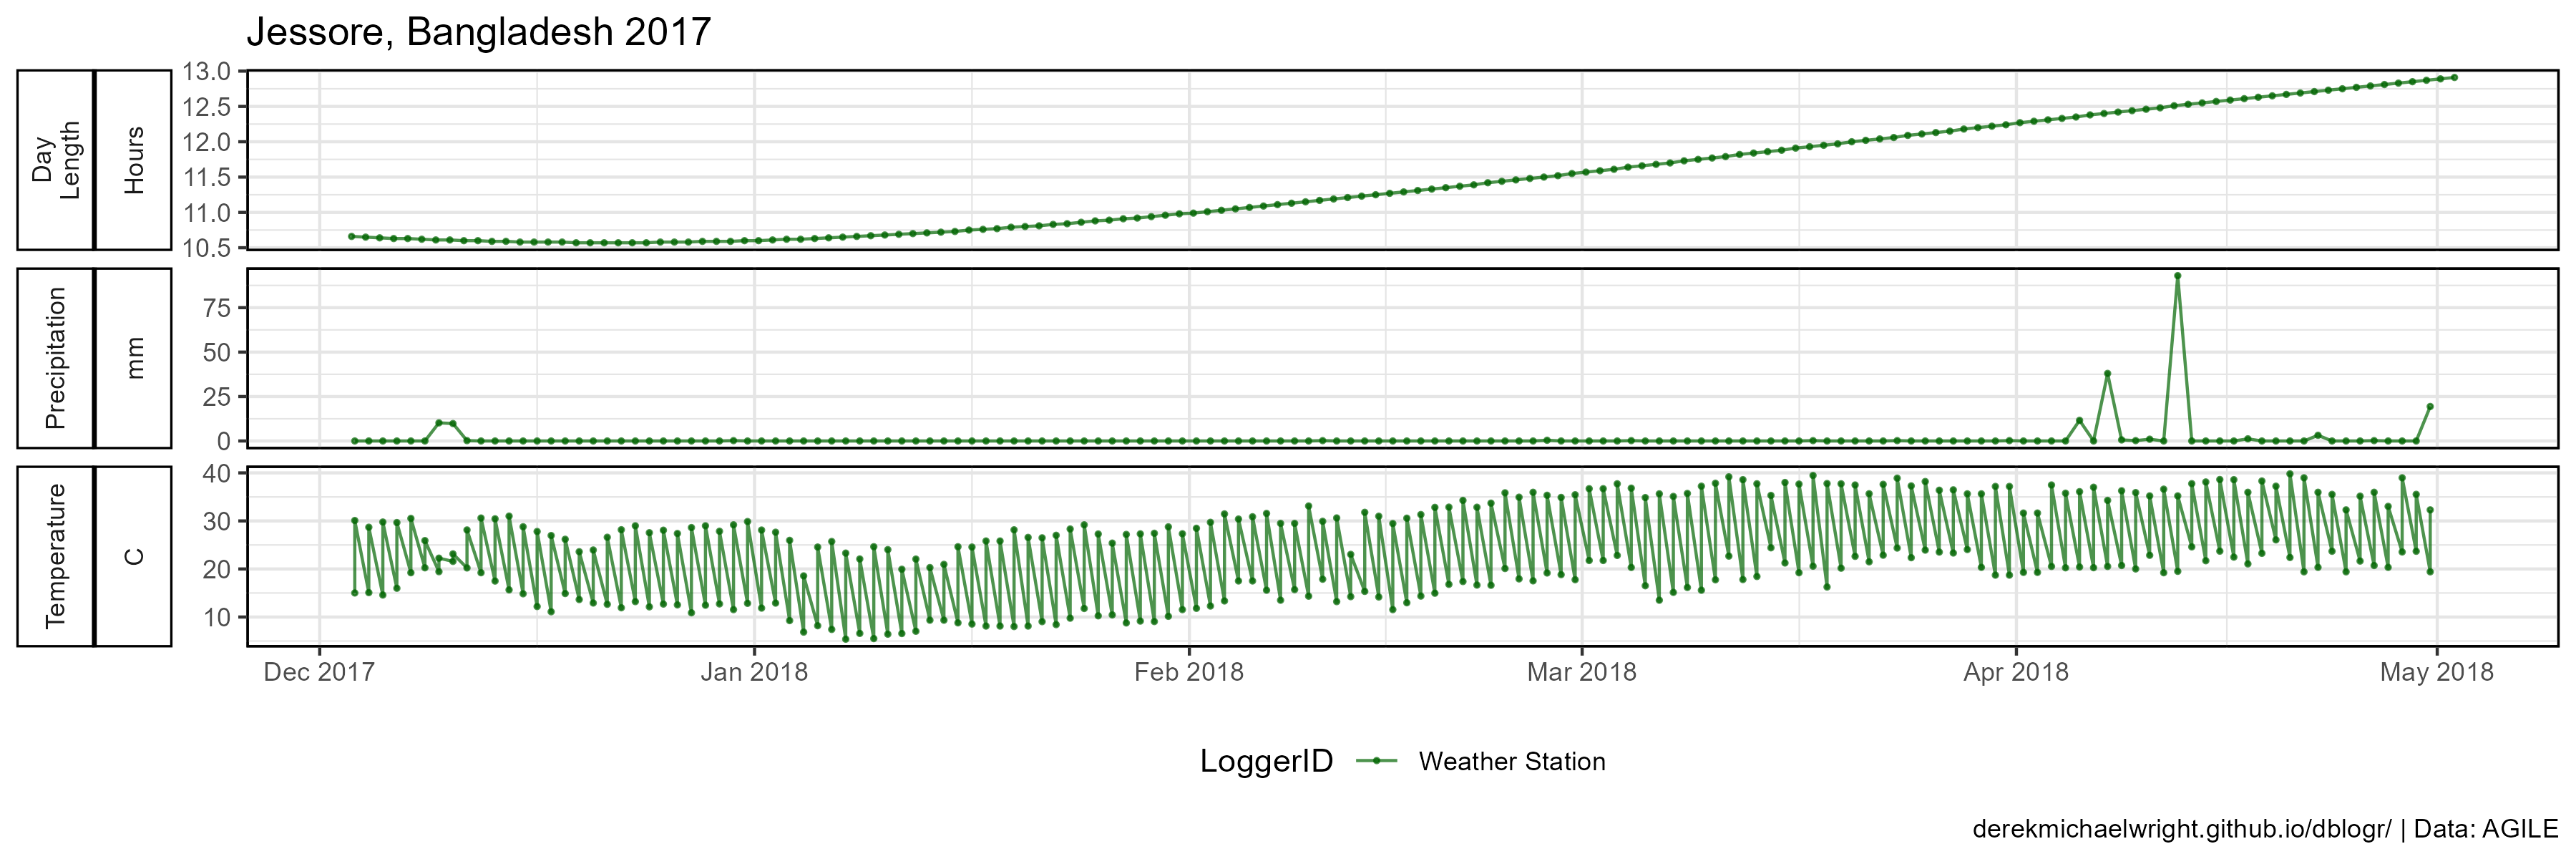 Jessore, Bangladesh 2017
Day
Length
Hours
13.0
12.5
12.0
11.5
11.0
10.5
Precipitation
mm
75
50
25
0
Temperature
C
40
30
20
10
Dec 2017
Jan 2018
Feb 2018
Mar 2018
Apr 2018
May 2018
LoggerID
Weather Station
derekmichaelwright.github.io/dblogr/ | Data: AGILE